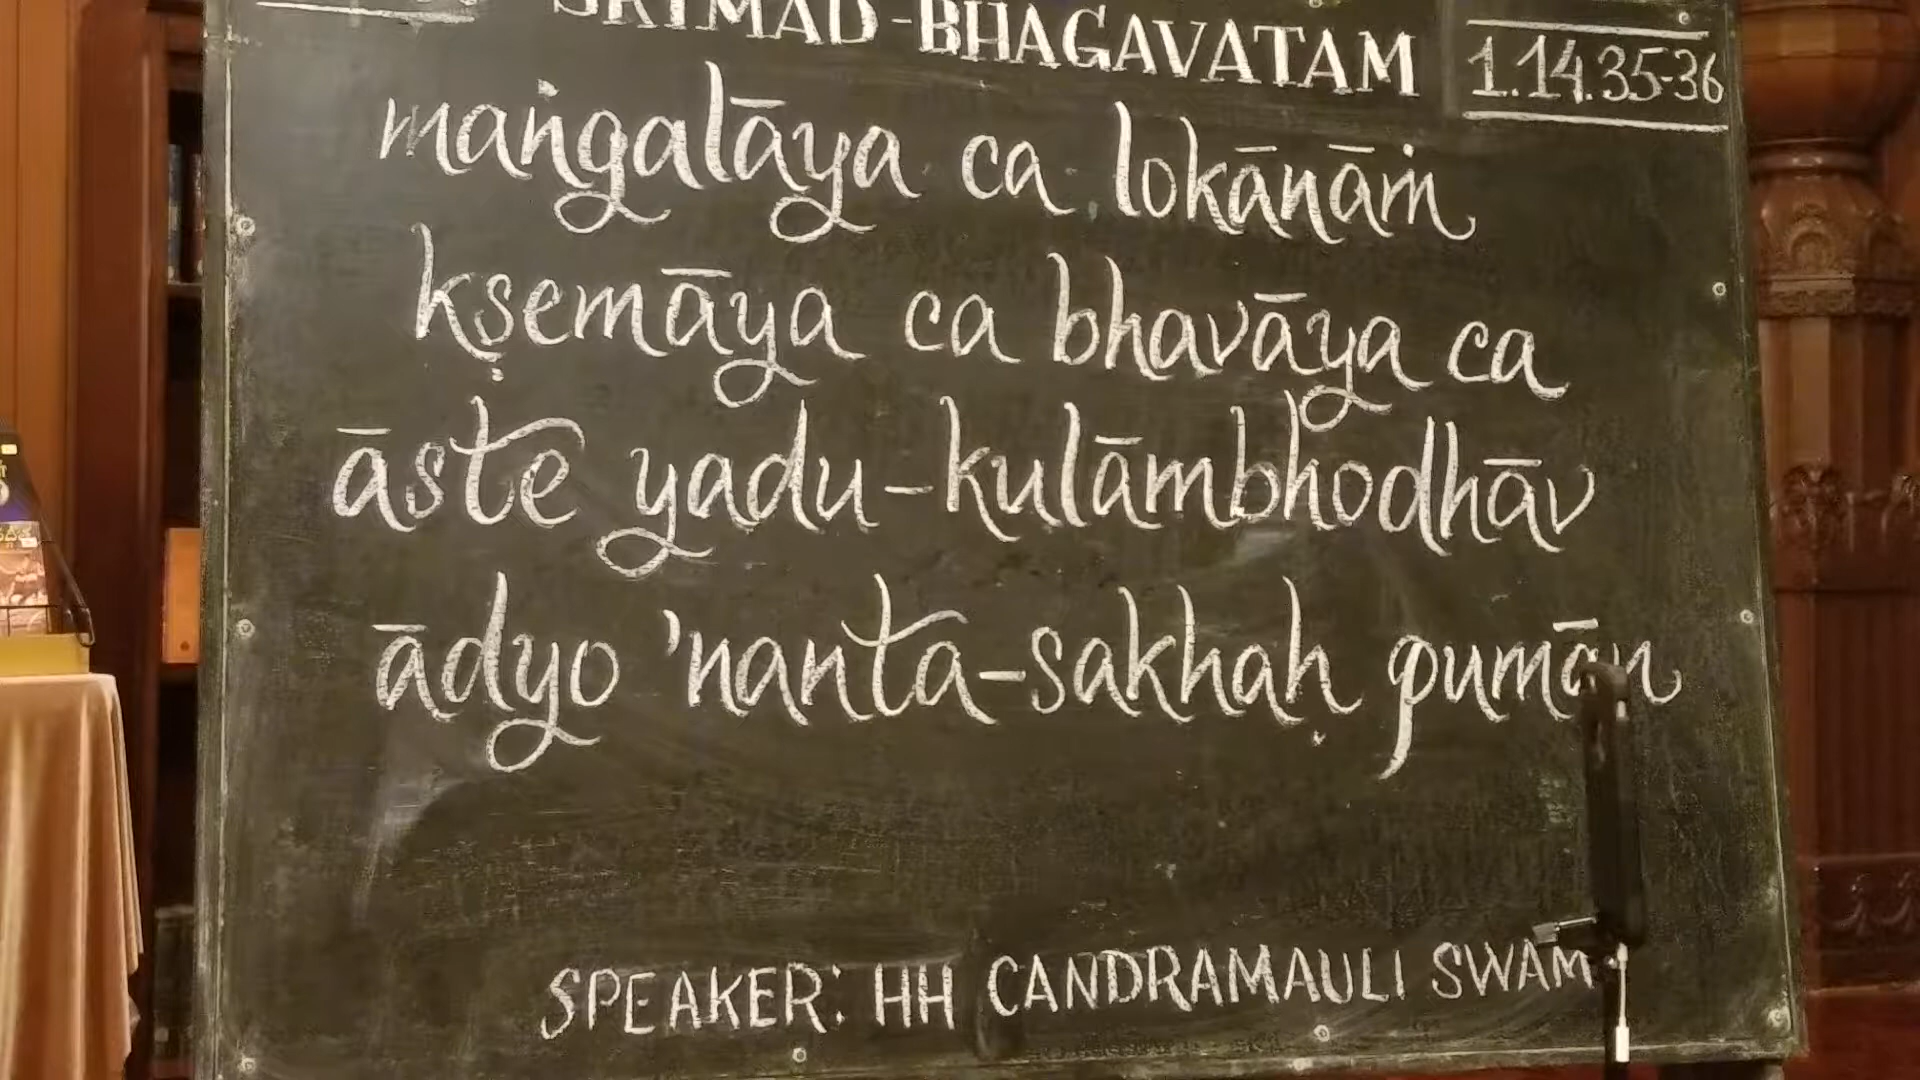 SRIMAD-BHAGAVATAM
1.14.35-36
maṅgalāya ca lokānāṁ
kṣemāya ca bhavāya ca
āste yadu-kulāmbhodhāv
ādyo 'nanta-sakhaḥ pumān
SPEAKER: HH CANDRAMAULI SWAMI